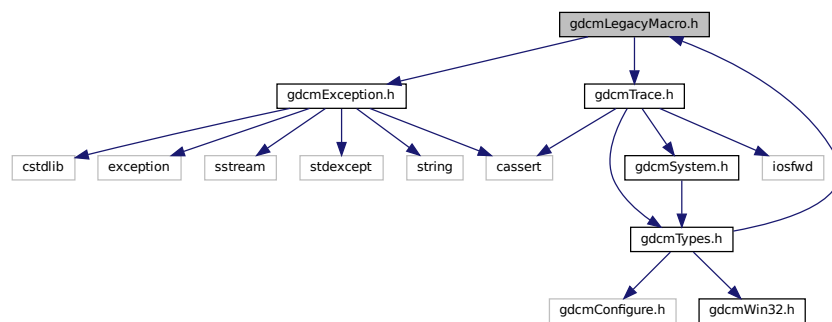 gdcmLegacyMacro.h
gdcmException.h
gdcmTrace.h
cstdlib
exception
sstream
stdexcept
string
cassert
gdcmSystem.h
iosfwd
gdcmTypes.h
gdcmConfigure.h
gdcmWin32.h